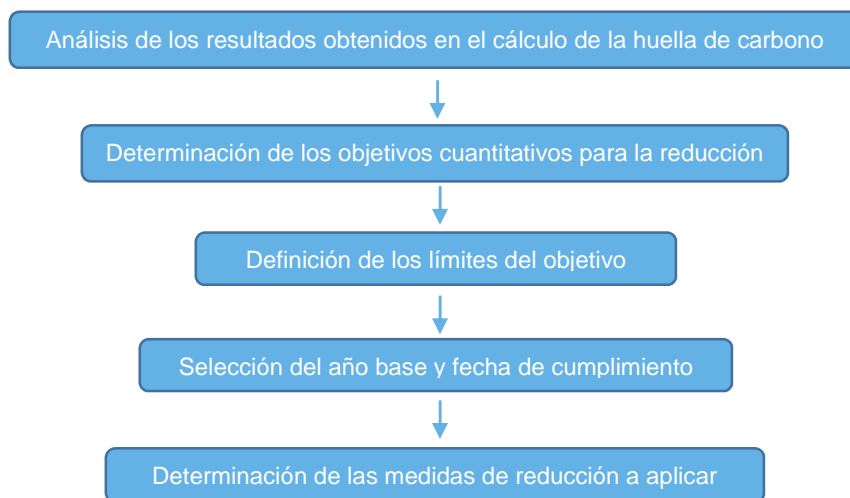 Análisis de los resultados obtenidos en el cálculo de la huella de carbono
Determinación de los objetivos cuantitativos para la reducción
Definición de los límites del objetivo
Selección del año base y fecha de cumplimiento
Determinación de las medidas de reducción a aplicar